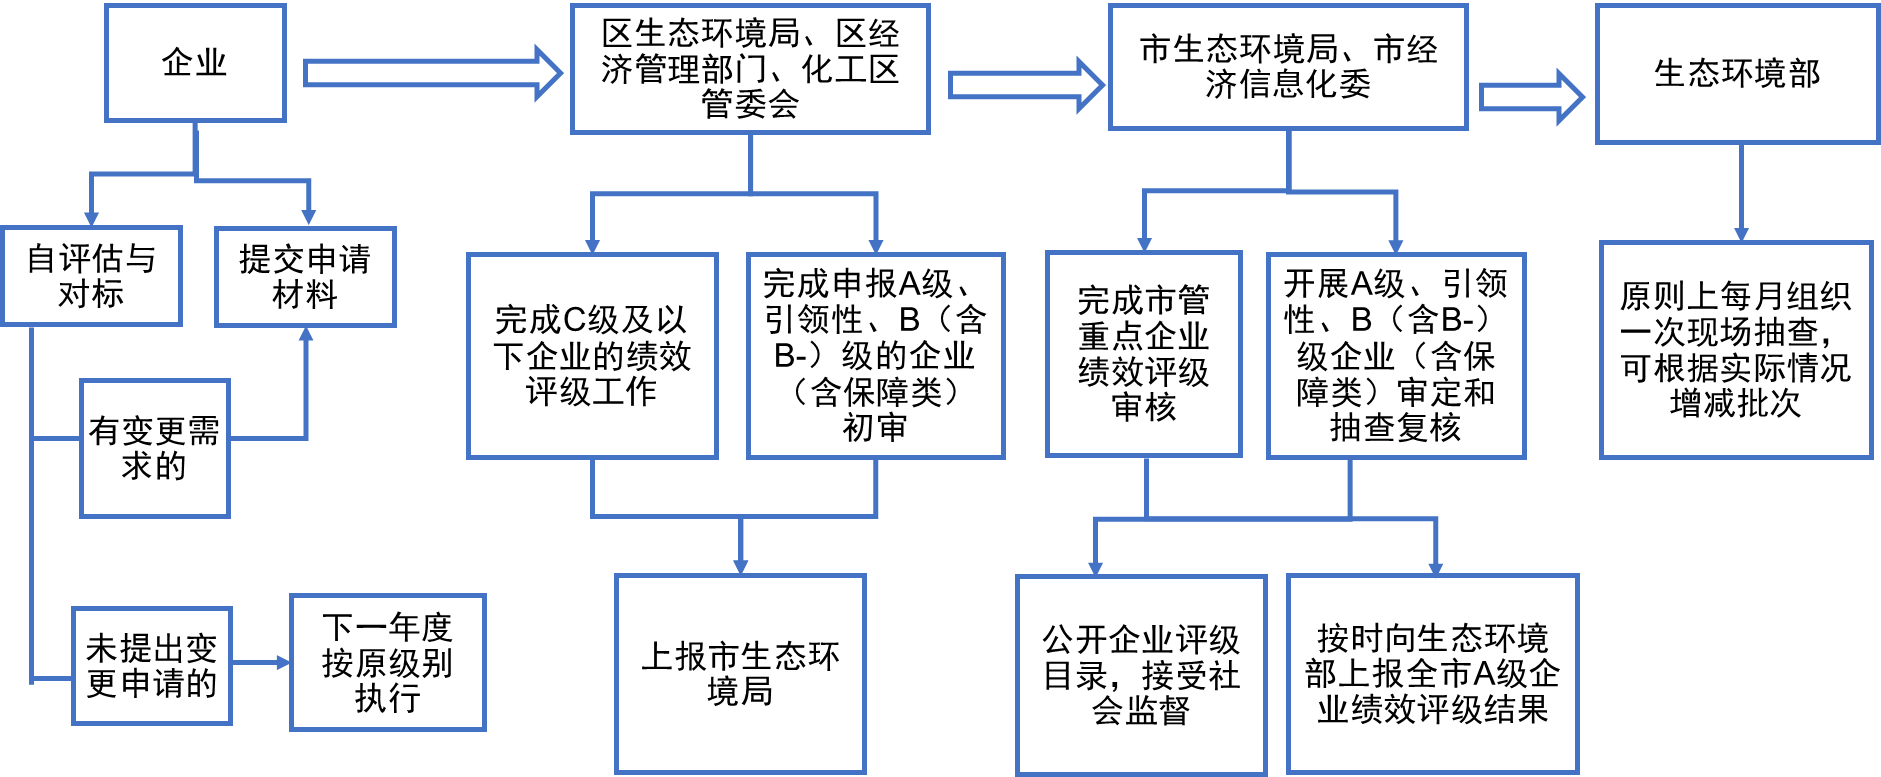 企业
区生态环境局、区经
济管理部门、化工区
管委会
市生态环境局、市经
济信息化委
生态环境部
自评估与
对标
提交申请
材料
有变更需
求的
未提出变
更申请的
下一年度
按原级别
执行
完成C级及以
下企业的绩效
评级工作
完成申报A级、
引领性、B（含
B-）级的企业
（含保障类）
初审
上报市生态环
境局
完成市管
重点企业
绩效评级
审核
开展A级、引领
性、B（含B-）
级企业（含保
障类）审定和
抽查复核
公开企业评级
目录，接受社
会监督
按时向生态环境
部上报全市A级企
业绩效评级结果
原则上每月组织
一次现场抽查，
可根据实际情况
增减批次